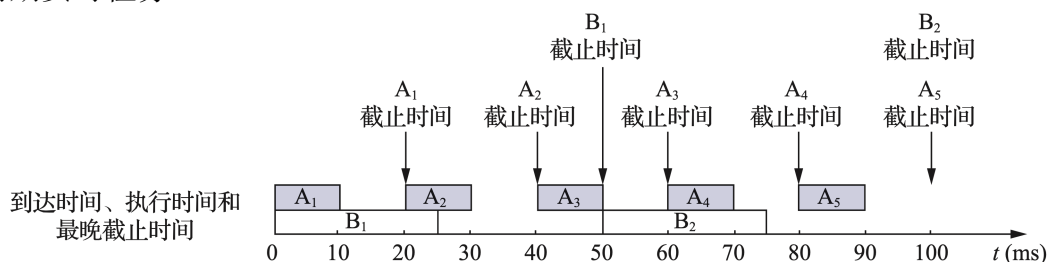 B₁
截止时间
B₂
截止时间
A₁
截止时间
A₂
截止时间
A₃
截止时间
A₄
截止时间
A₅
截止时间
到达时间、执行时间和
最晚截止时间
A₁ A₂ A₃ A₄ A₅
B₁ B₂
0 10 20 30 40 50 60 70 80 90 100 t (ms)